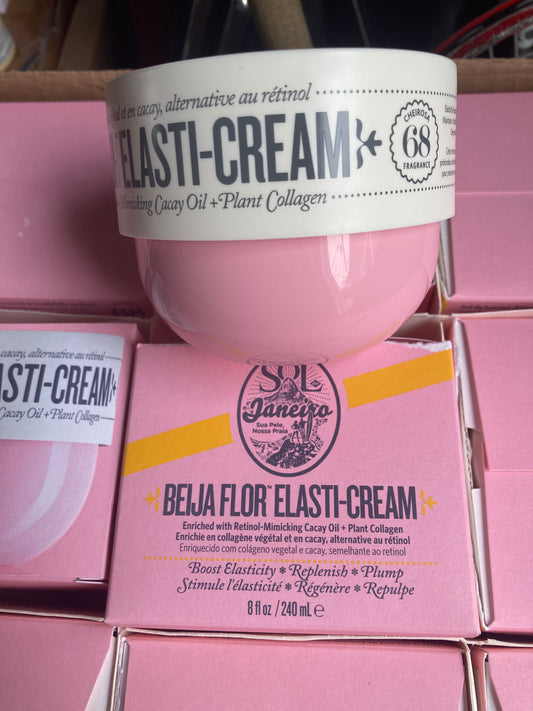 et en cacay, alternative au rétinol
ELASTI-CREAM
-Mimicking Cacay Oil + Plant Collagen
CHEIROSA
68
FRAGRANCE
cacay, alternative au rétinol
ASTI-CREAM
Cacay Oil + Plant Collagen
SOL
de
Janeiro
Sua Pele,
Nossa Praia
BEIJA FLOR™ ELASTI-CREAM
Enriched with Retinol-Mimicking Cacay Oil + Plant Collagen
Enrichie en collagène végétal et en cacay, alternative au rétinol
Enriquecido com colágeno vegetal e cacay, semelhante ao retinol
Boost Elasticity * Replenish * Plump
Stimule l'élasticité * Régénère * Repulpe
8 fl oz / 240 mL e